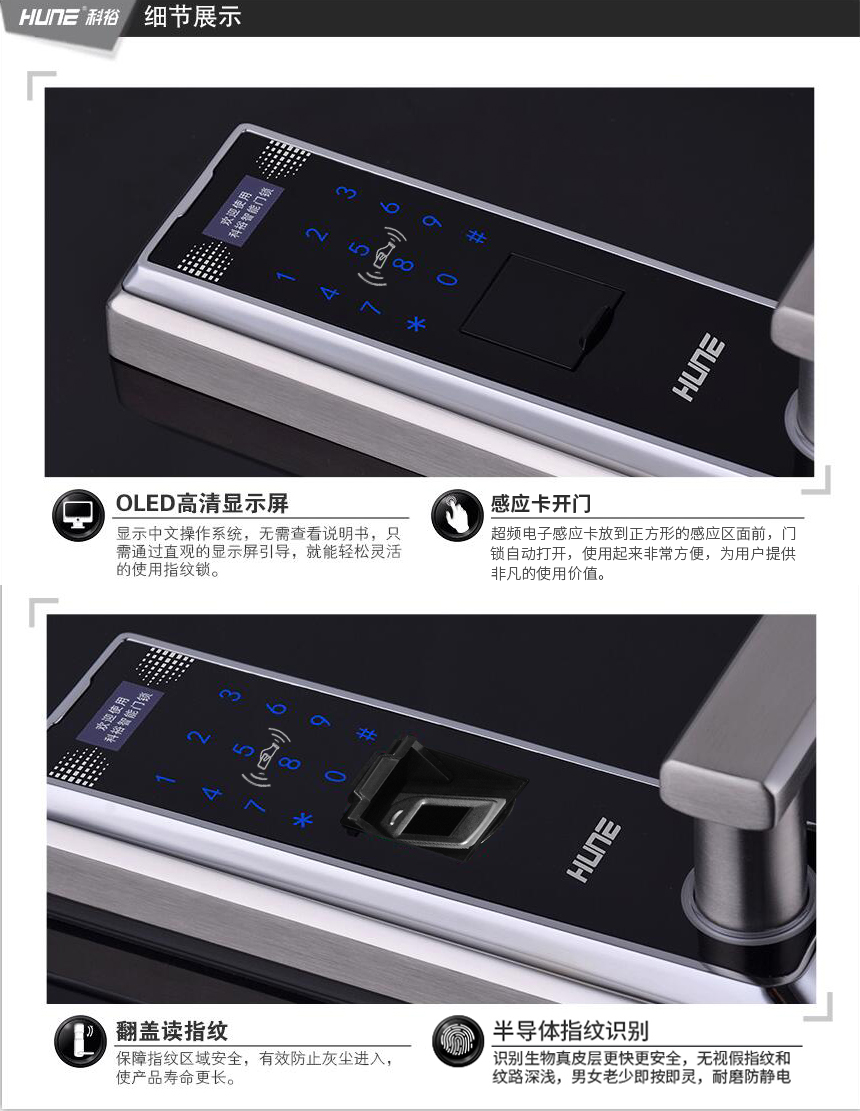 HUNE®科裕 细节展示
欢迎使用
科裕智能门锁
3 6 9 #
2 5 8 0
1 4 7 *
HUNE
OLED高清显示屏
显示中文操作系统，无需查看说明书，只
需通过直观的显示屏引导，就能轻松灵活
的使用指纹锁。
感应卡开门
超频电子感应卡放到正方形的感应区面前，门
锁自动打开，使用起来非常方便，为用户提供
非凡的使用价值。
欢迎使用
科裕智能门锁
3 6 9 #
2 5 8 0
1 4 7 *
HUNE
翻盖读指纹
保障指纹区域安全，有效防止灰尘进入，
使产品寿命更长。
半导体指纹识别
识别生物真皮层更快更安全，无视假指纹和
纹路深浅，男女老少即按即灵，耐磨防静电